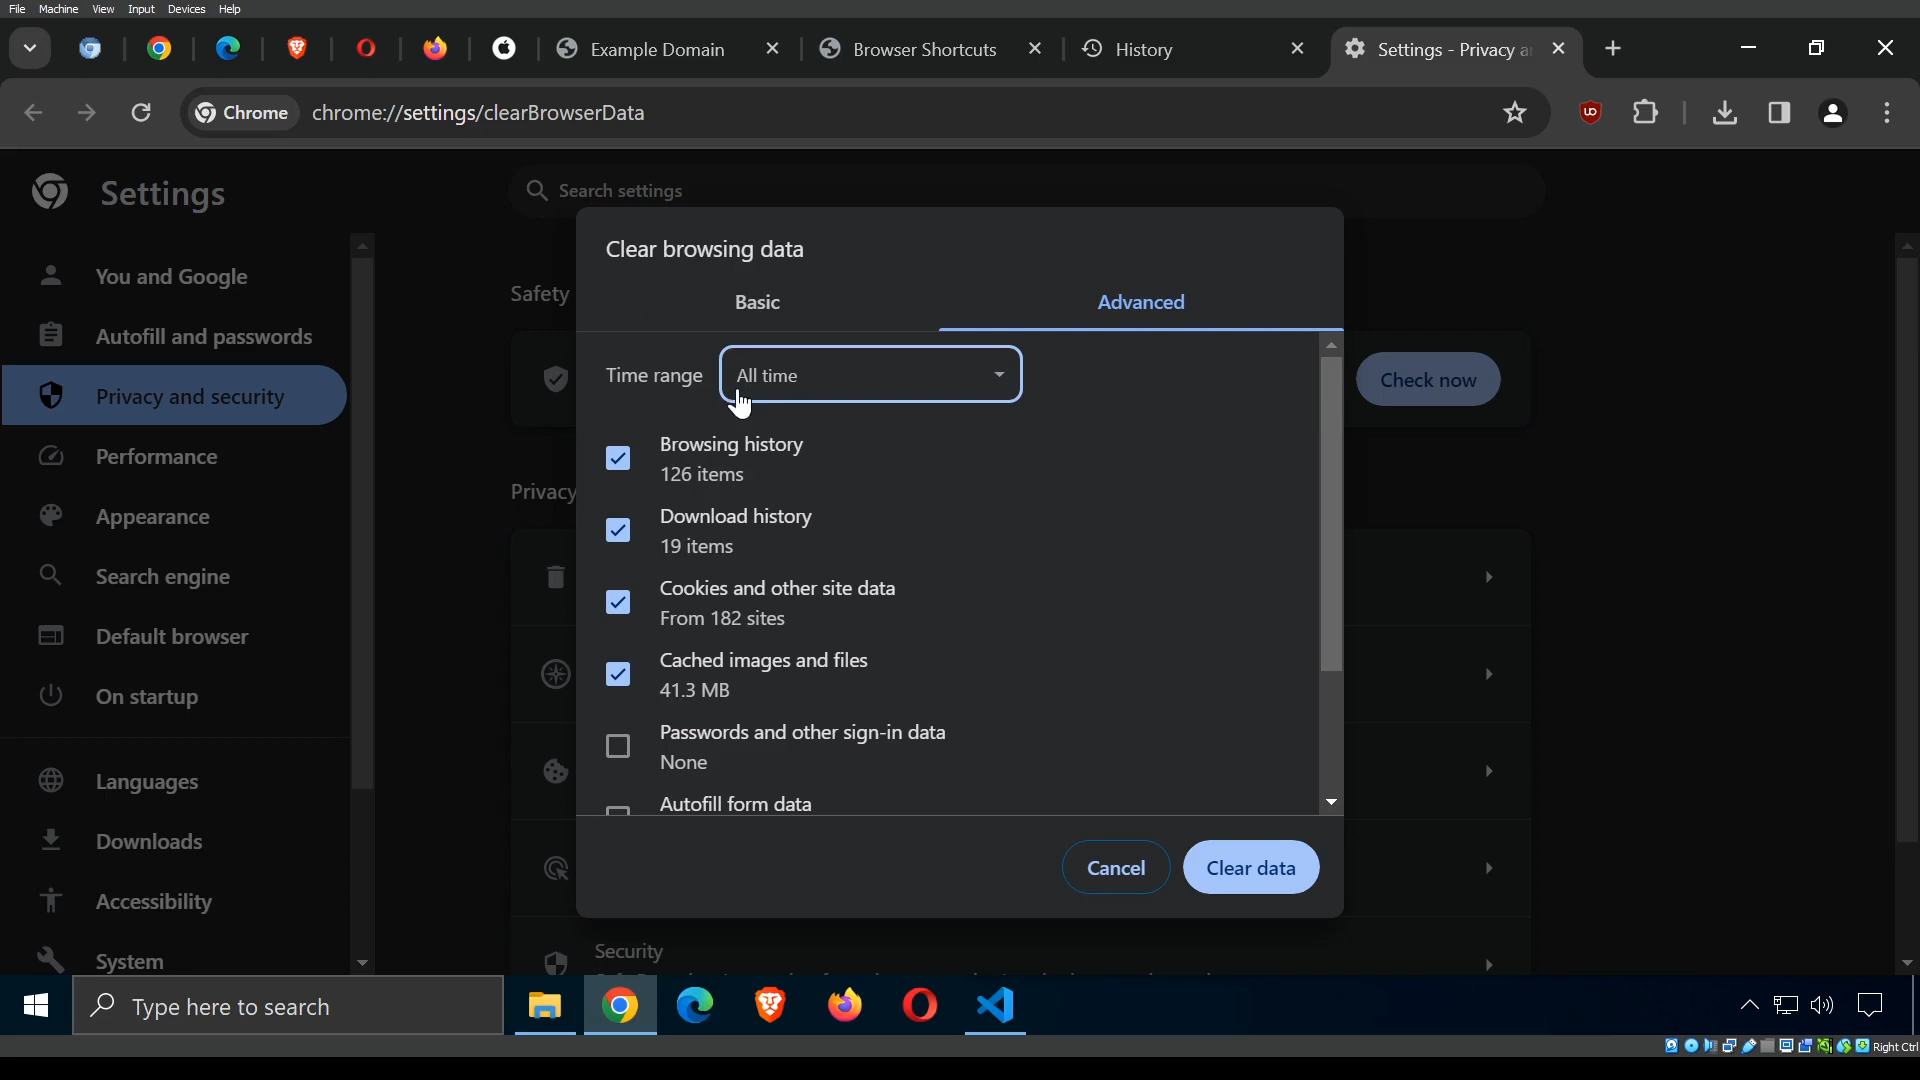 File Machine View Input Devices Help
Example Domain Browser Shortcuts History Settings - Privacy a
Chrome chrome://settings/clearBrowserData
Settings
Search settings
You and Google
Autofill and passwords
Privacy and security
Performance
Appearance
Search engine
Default browser
On startup
Languages
Downloads
Accessibility
System
Safety
Check now
Privacy
Security
Clear browsing data
Basic Advanced
Time range All time
Browsing history
126 items
Download history
19 items
Cookies and other site data
From 182 sites
Cached images and files
41.3 MB
Passwords and other sign-in data
None
Autofill form data
Cancel Clear data
Type here to search
Right Ctrl